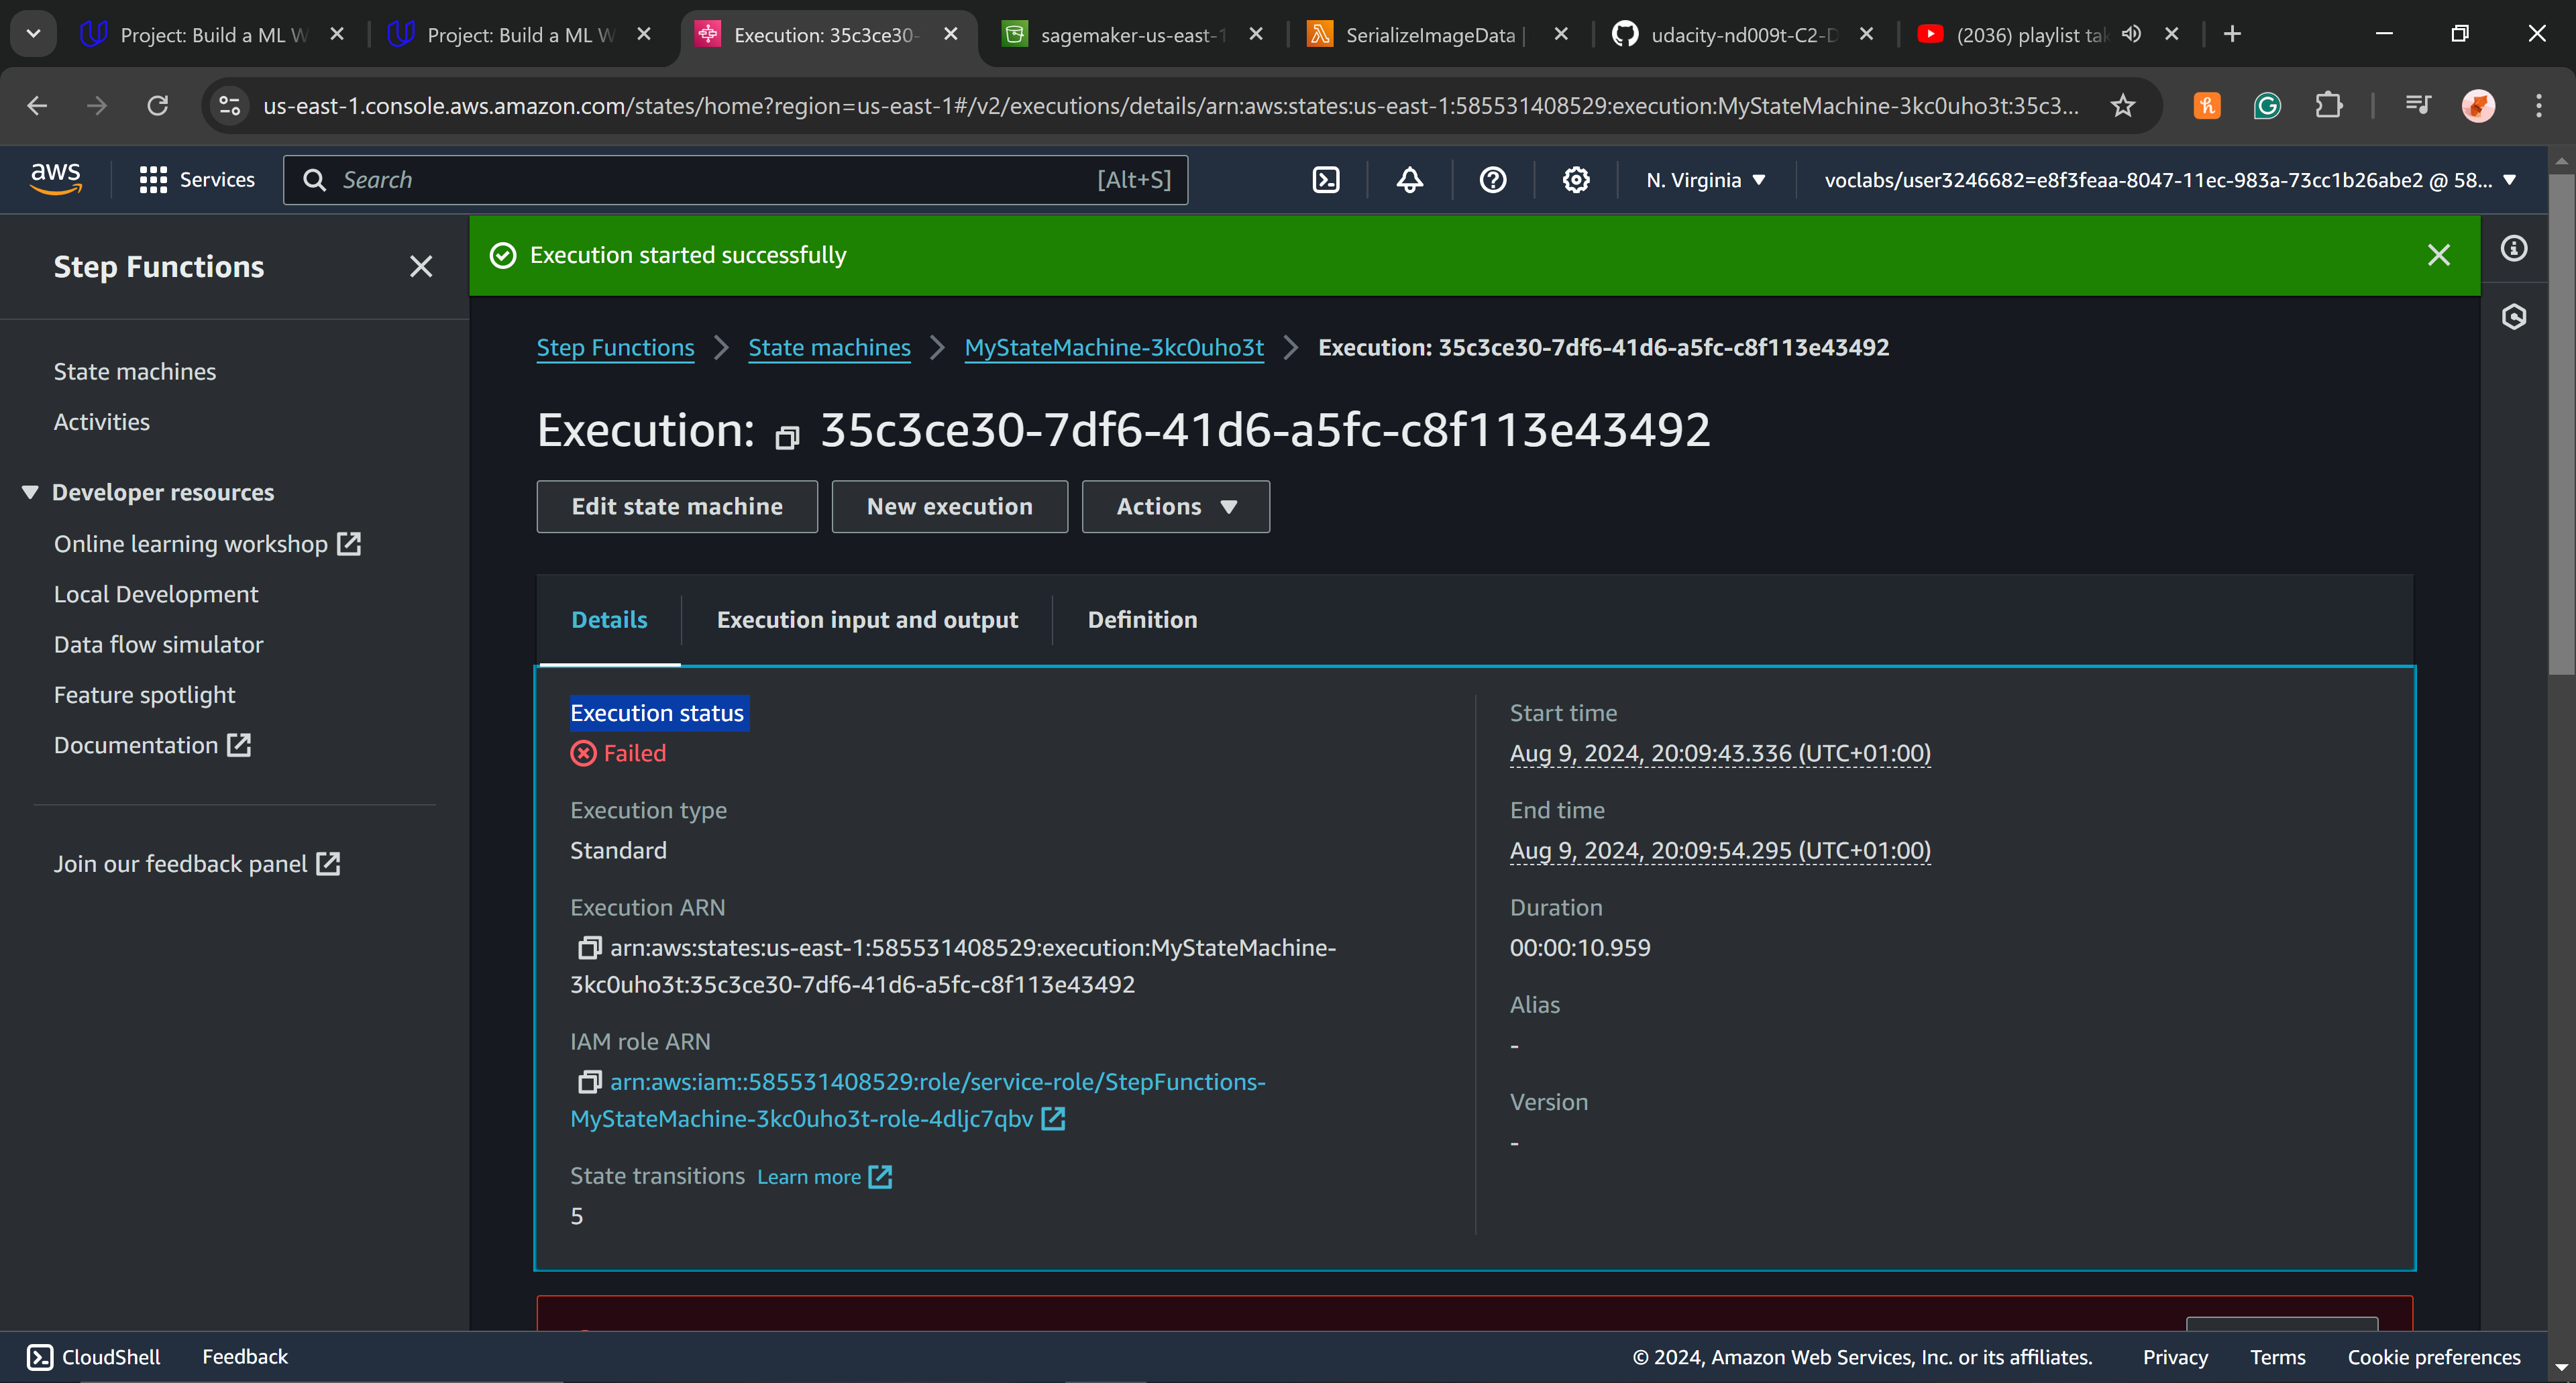 Project: Build a ML W
Project: Build a ML W
Execution: 35c3ce30-
sagemaker-us-east-1
SerializeImageData |
udacity-nd009t-C2-D
(2036) playlist tak
us-east-1.console.aws.amazon.com/states/home?region=us-east-1#/v2/executions/details/arn:aws:states:us-east-1:585531408529:execution:MyStateMachine-3kc0uho3t:35c3...
aws
Services
Search
[Alt+S]
N. Virginia
voclabs/user3246682=e8f3feaa-8047-11ec-983a-73cc1b26abe2 @ 58...
Step Functions
State machines
Activities
Developer resources
Online learning workshop
Local Development
Data flow simulator
Feature spotlight
Documentation
Join our feedback panel
Execution started successfully
Step Functions
State machines
MyStateMachine-3kc0uho3t
Execution: 35c3ce30-7df6-41d6-a5fc-c8f113e43492
Execution: 35c3ce30-7df6-41d6-a5fc-c8f113e43492
Edit state machine
New execution
Actions
Details
Execution input and output
Definition
Execution status
Failed
Execution type
Standard
Execution ARN
arn:aws:states:us-east-1:585531408529:execution:MyStateMachine-
3kc0uho3t:35c3ce30-7df6-41d6-a5fc-c8f113e43492
IAM role ARN
arn:aws:iam::585531408529:role/service-role/StepFunctions-
MyStateMachine-3kc0uho3t-role-4dljc7qbv
State transitions Learn more
5
Start time
Aug 9, 2024, 20:09:43.336 (UTC+01:00)
End time
Aug 9, 2024, 20:09:54.295 (UTC+01:00)
Duration
00:00:10.959
Alias
-
Version
-
CloudShell
Feedback
© 2024, Amazon Web Services, Inc. or its affiliates.
Privacy
Terms
Cookie preferences